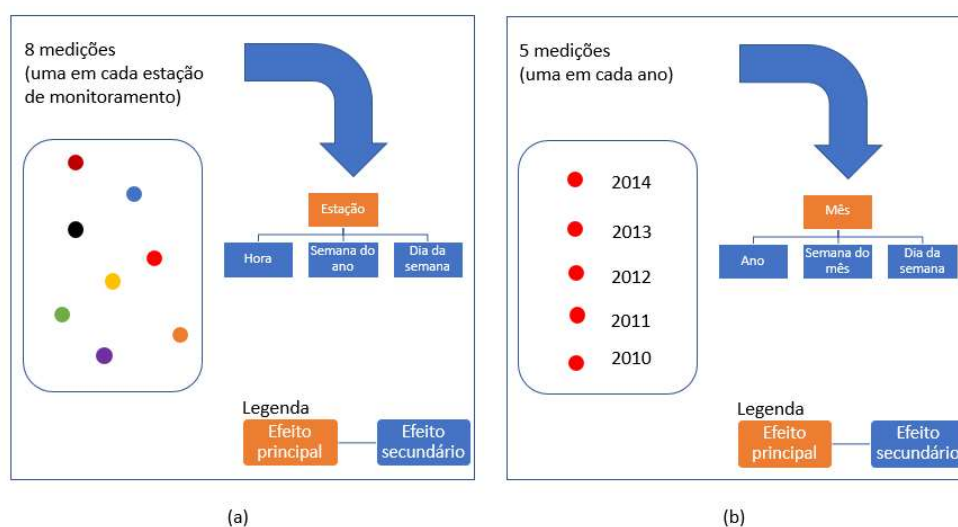 8 medições
(uma em cada estação
de monitoramento)
Estação
Hora
Semana do
ano
Dia da
semana
Legenda
Efeito
principal
Efeito
secundário
(a)
5 medições
(uma em cada ano)
2014
2013
2012
2011
2010
Mês
Ano
Semana do
mês
Dia da
semana
Legenda
Efeito
principal
Efeito
secundário
(b)